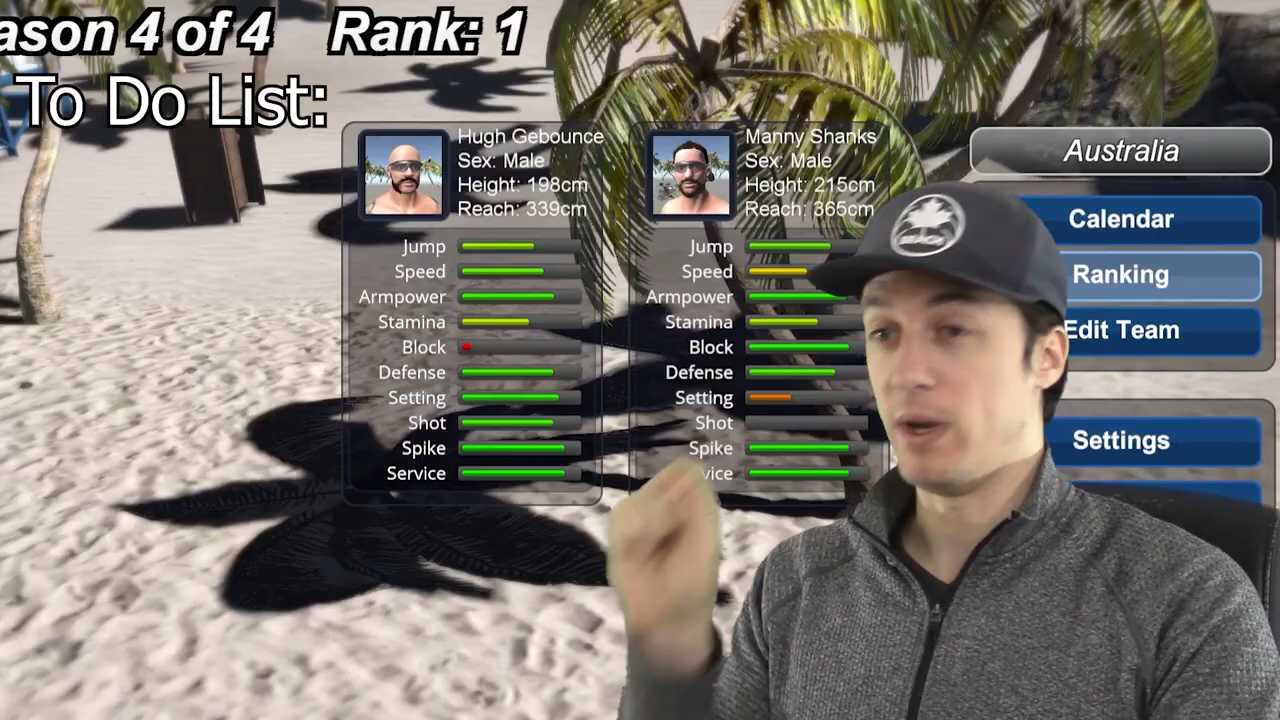 ason 4 of 4 Rank: 1
To Do List:
Hugh Gebounce
Sex: Male
Height: 198cm
Reach: 339cm
Jump
Speed
Armpower
Stamina
Block
Defense
Setting
Shot
Spike
Service
Manny Shanks
Sex: Male
Height: 215cm
Reach: 365cm
Jump
Speed
Armpower
Stamina
Block
Defense
Setting
Shot
Spike
vice
Australia
Calendar
Ranking
Edit Team
Settings